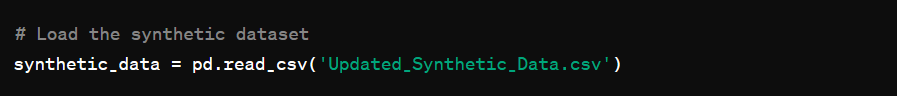 # Load the synthetic dataset
synthetic_data = pd.read_csv('Updated_Synthetic_Data.csv')